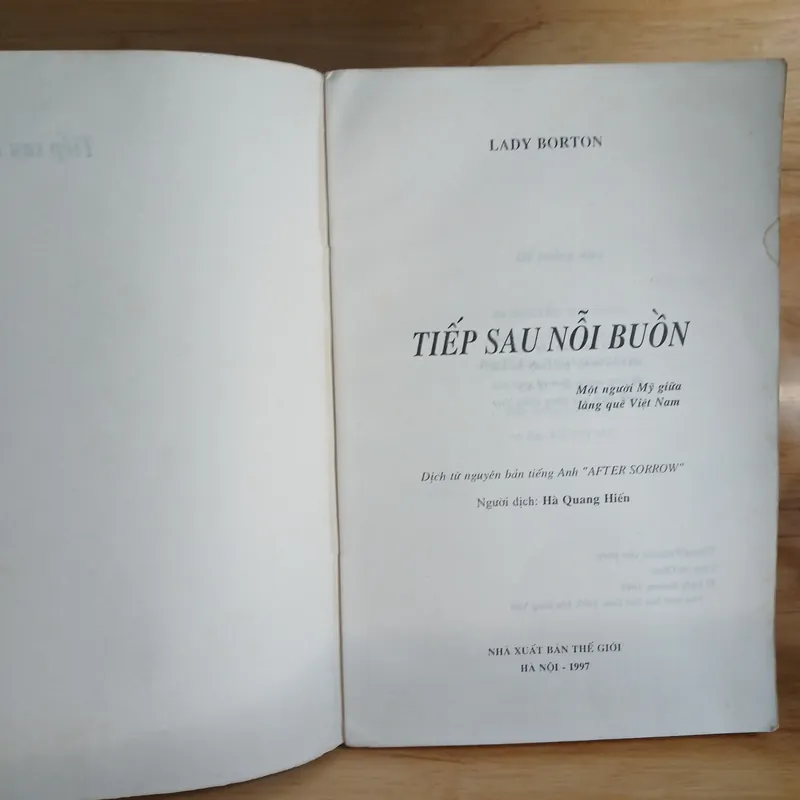 LADY BORTON
TIẾP SAU NỖI BUỒN
Một người Mỹ giữa
làng quê Việt Nam
Dịch từ nguyên bản tiếng Anh "AFTER SORROW"
Người dịch: Hà Quang Hiến
NHÀ XUẤT BẢN THẾ GIỚI
HÀ NỘI - 1997